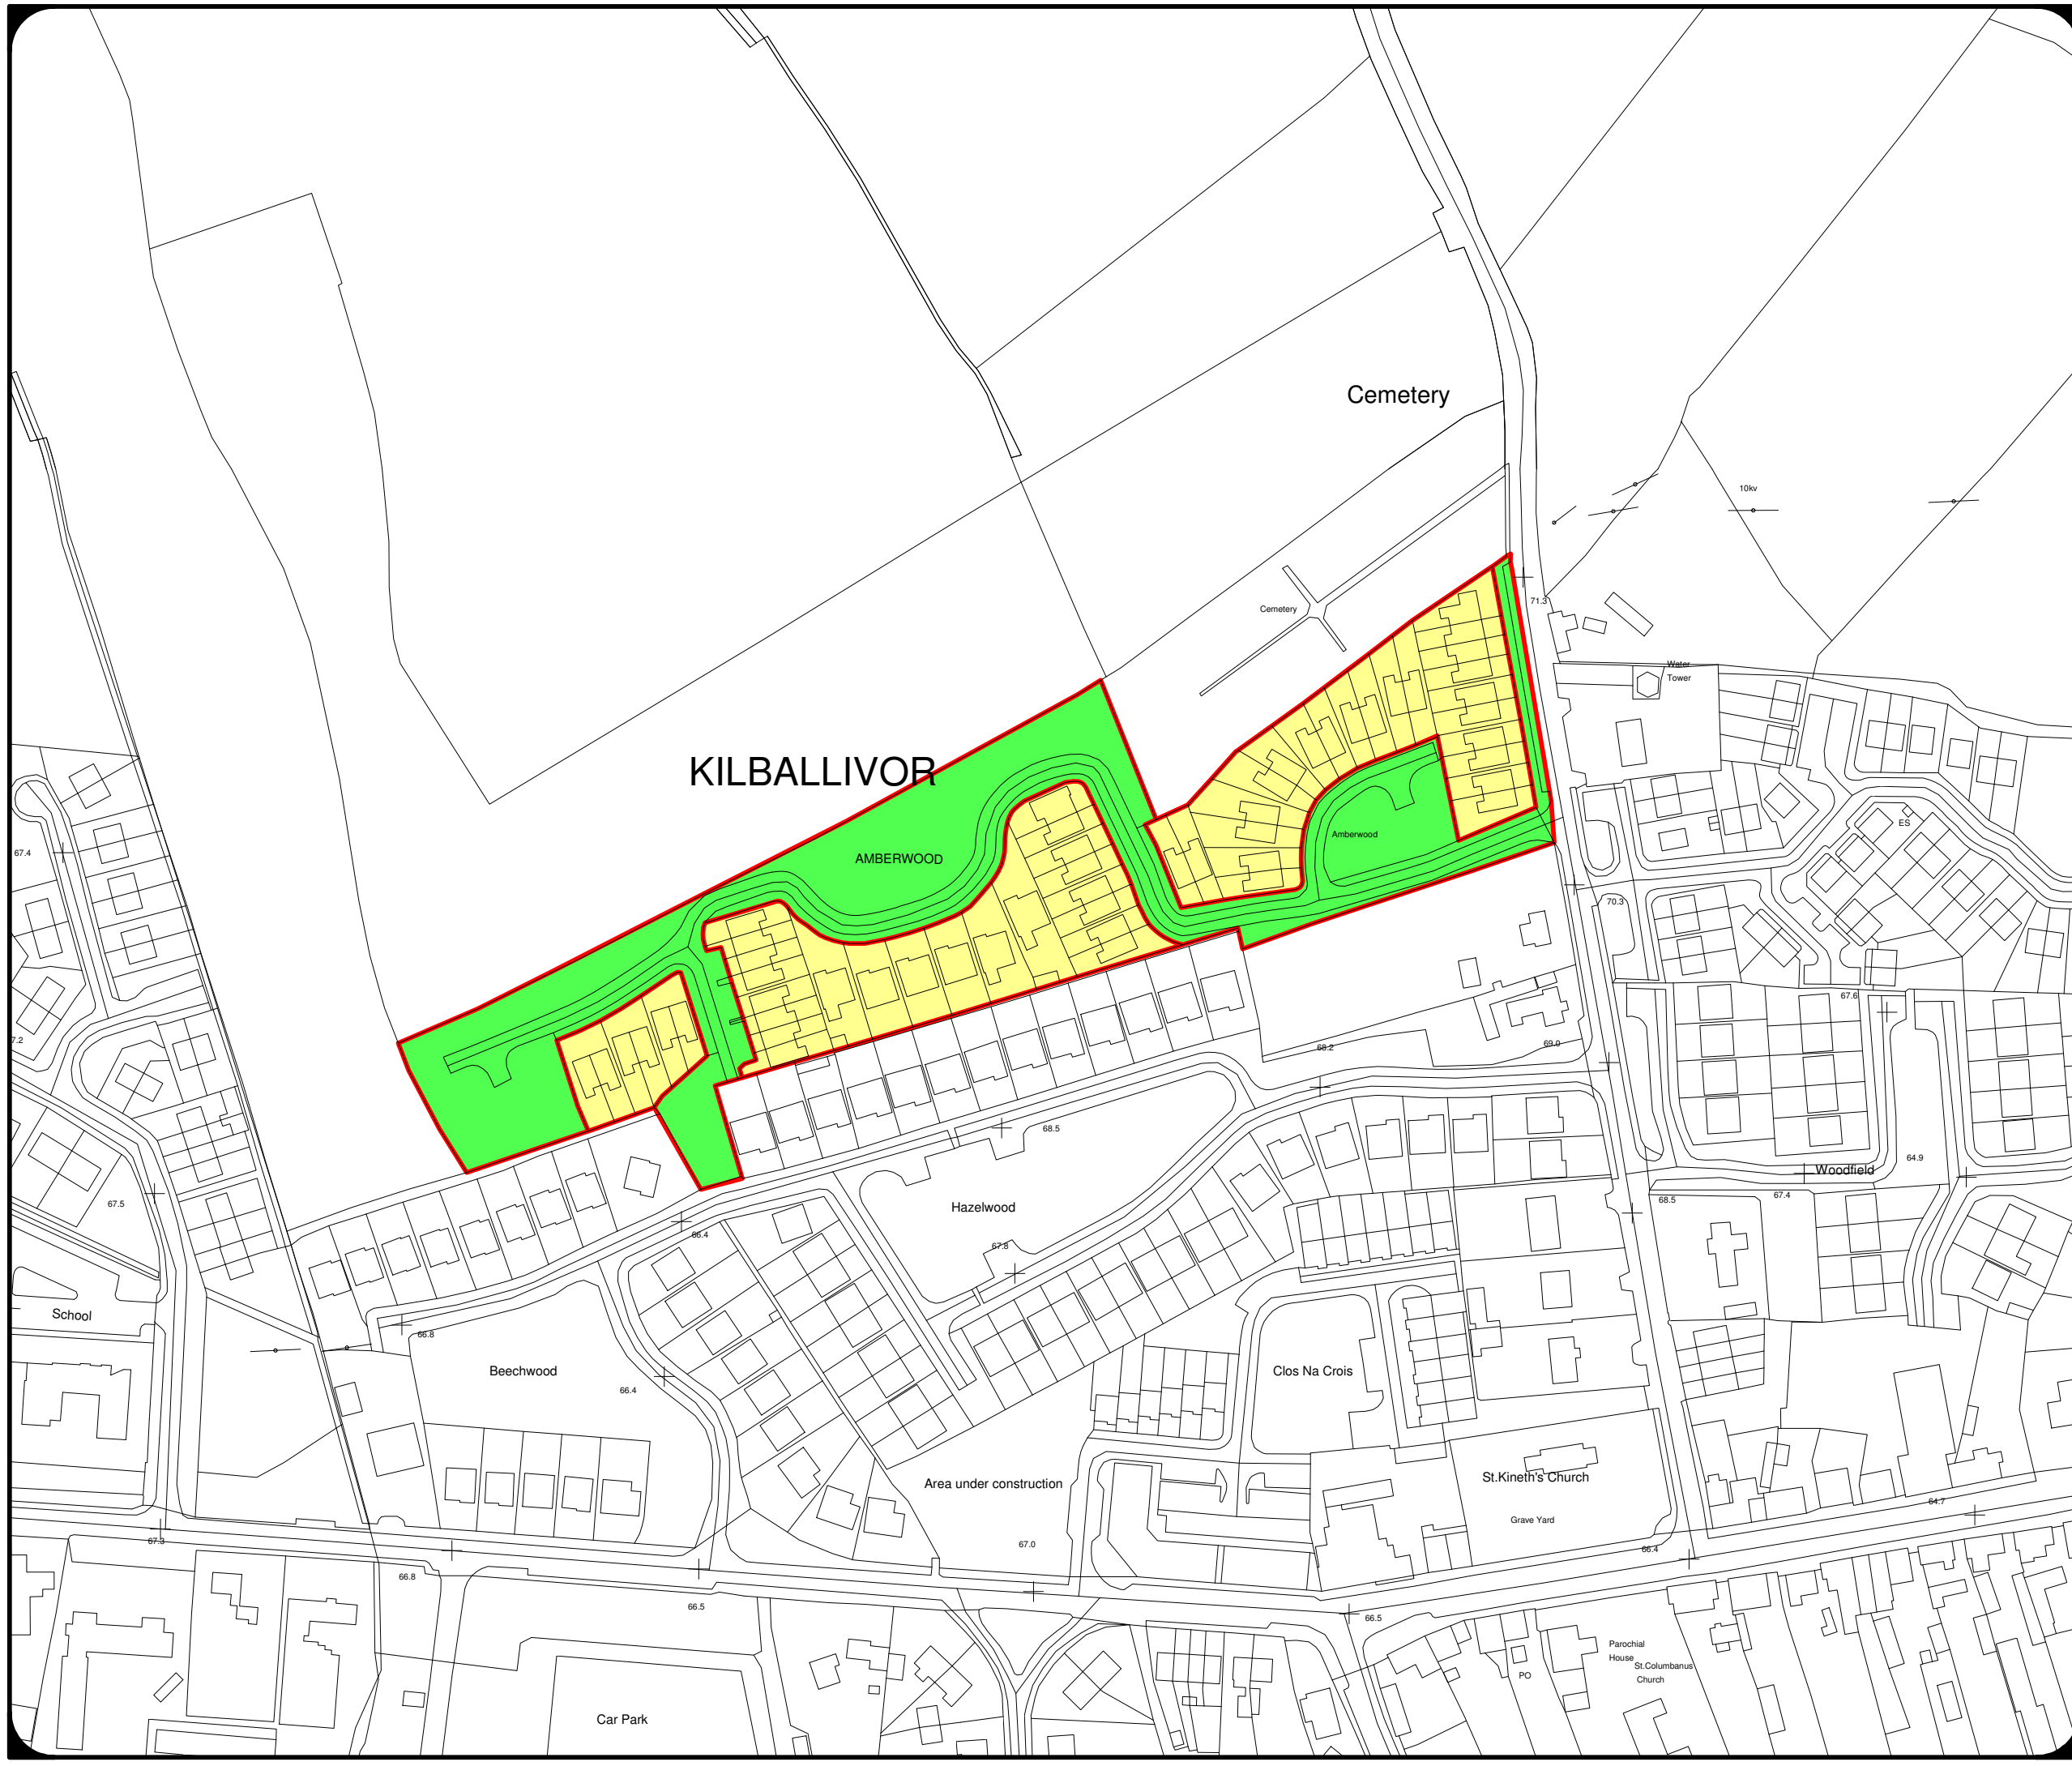 Cemetery
10kv
71.3
Cemetery
Water
Tower
KILBALLIVOR
ES
Amberwood
67.4
AMBERWOOD
70.3
67.6
7.2
68.2
69.0
68.5
64.9
Woodfield
67.4
67.5
68.5
Hazelwood
66.4
67.8
School
66.8
Beechwood
66.4
Clos Na Crois
St.Kineth's Church
Area under construction
64.7
Grave Yard
67.3
67.0
66.4
66.8
66.5
66.5
Parochial
House
St.Columbanus
Church
PO
Car Park